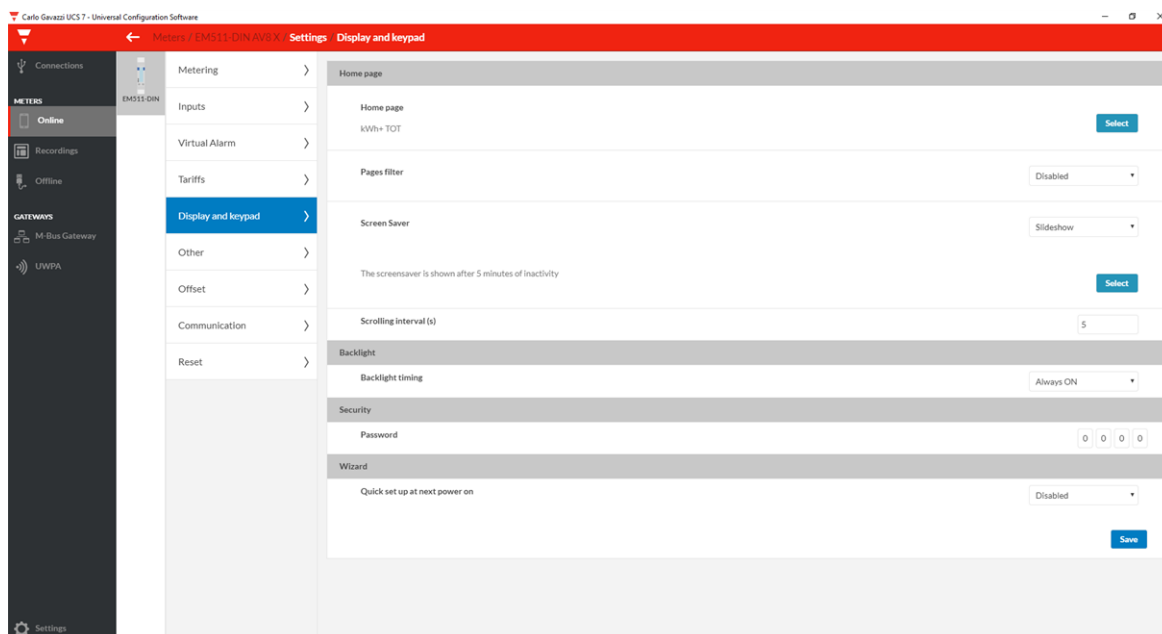 Carlo Gavazzi UCS 7 - Universal Configuration Software
Meters / EM511-DIN AV8 X / Settings / Display and keypad
Connections
METERS
Online
Recordings
Offline
GATEWAYS
M-Bus Gateway
UWPA
Settings
EM511-DIN
Metering
Inputs
Virtual Alarm
Tariffs
Display and keypad
Other
Offset
Communication
Reset
Home page
Home page
kWh+ TOT
Select
Pages filter
Disabled
Screen Saver
Slideshow
The screensaver is shown after 5 minutes of inactivity
Select
Scrolling interval (s)
5
Backlight
Backlight timing
Always ON
Security
Password
0 0 0 0
Wizard
Quick set up at next power on
Disabled
Save